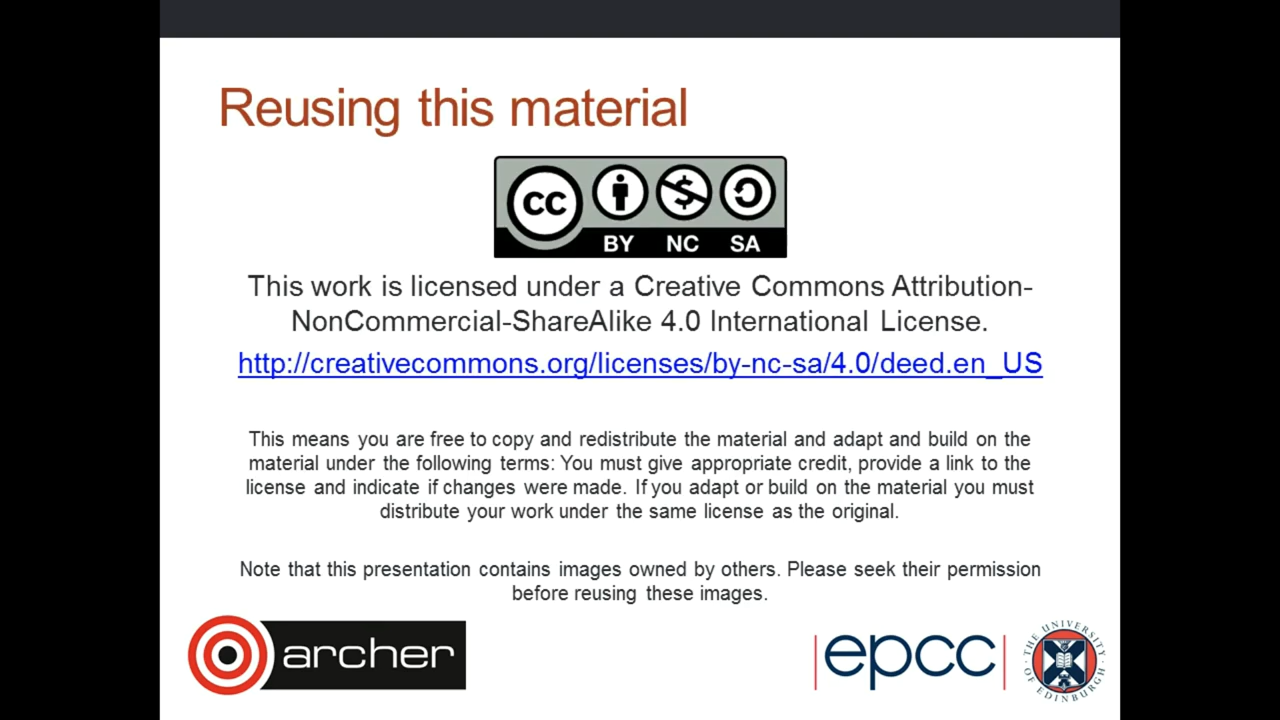 Reusing this material
CC
BY NC SA
This work is licensed under a Creative Commons Attribution-
NonCommercial-ShareAlike 4.0 International License.
http://creativecommons.org/licenses/by-nc-sa/4.0/deed.en_US
This means you are free to copy and redistribute the material and adapt and build on the
material under the following terms: You must give appropriate credit, provide a link to the
license and indicate if changes were made. If you adapt or build on the material you must
distribute your work under the same license as the original.
Note that this presentation contains images owned by others. Please seek their permission
before reusing these images.
archer
epcc
THE UNIVERSITY
OF EDINBURGH